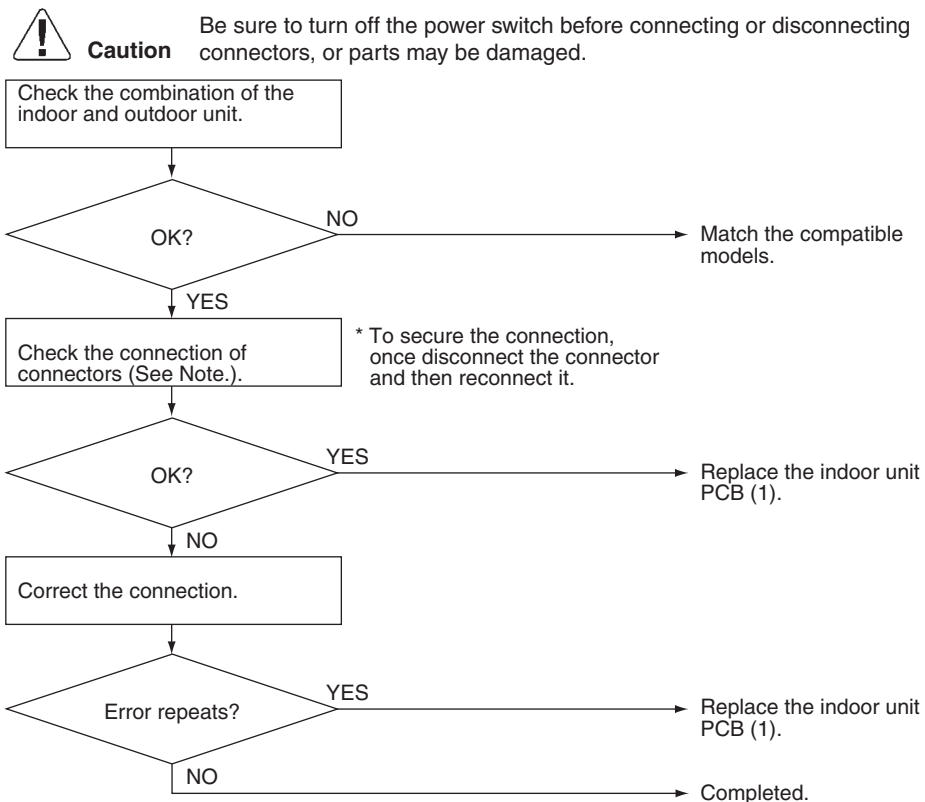 Be sure to turn off the power switch before connecting or disconnecting
Caution connectors, or parts may be damaged.
Check the combination of the
indoor and outdoor unit.
OK?
NO
Match the compatible
models.
YES
Check the connection of
connectors (See Note.).
* To secure the connection,
once disconnect the connector
and then reconnect it.
OK?
YES
Replace the indoor unit
PCB (1).
NO
Correct the connection.
Error repeats?
YES
Replace the indoor unit
PCB (1).
NO
Completed.